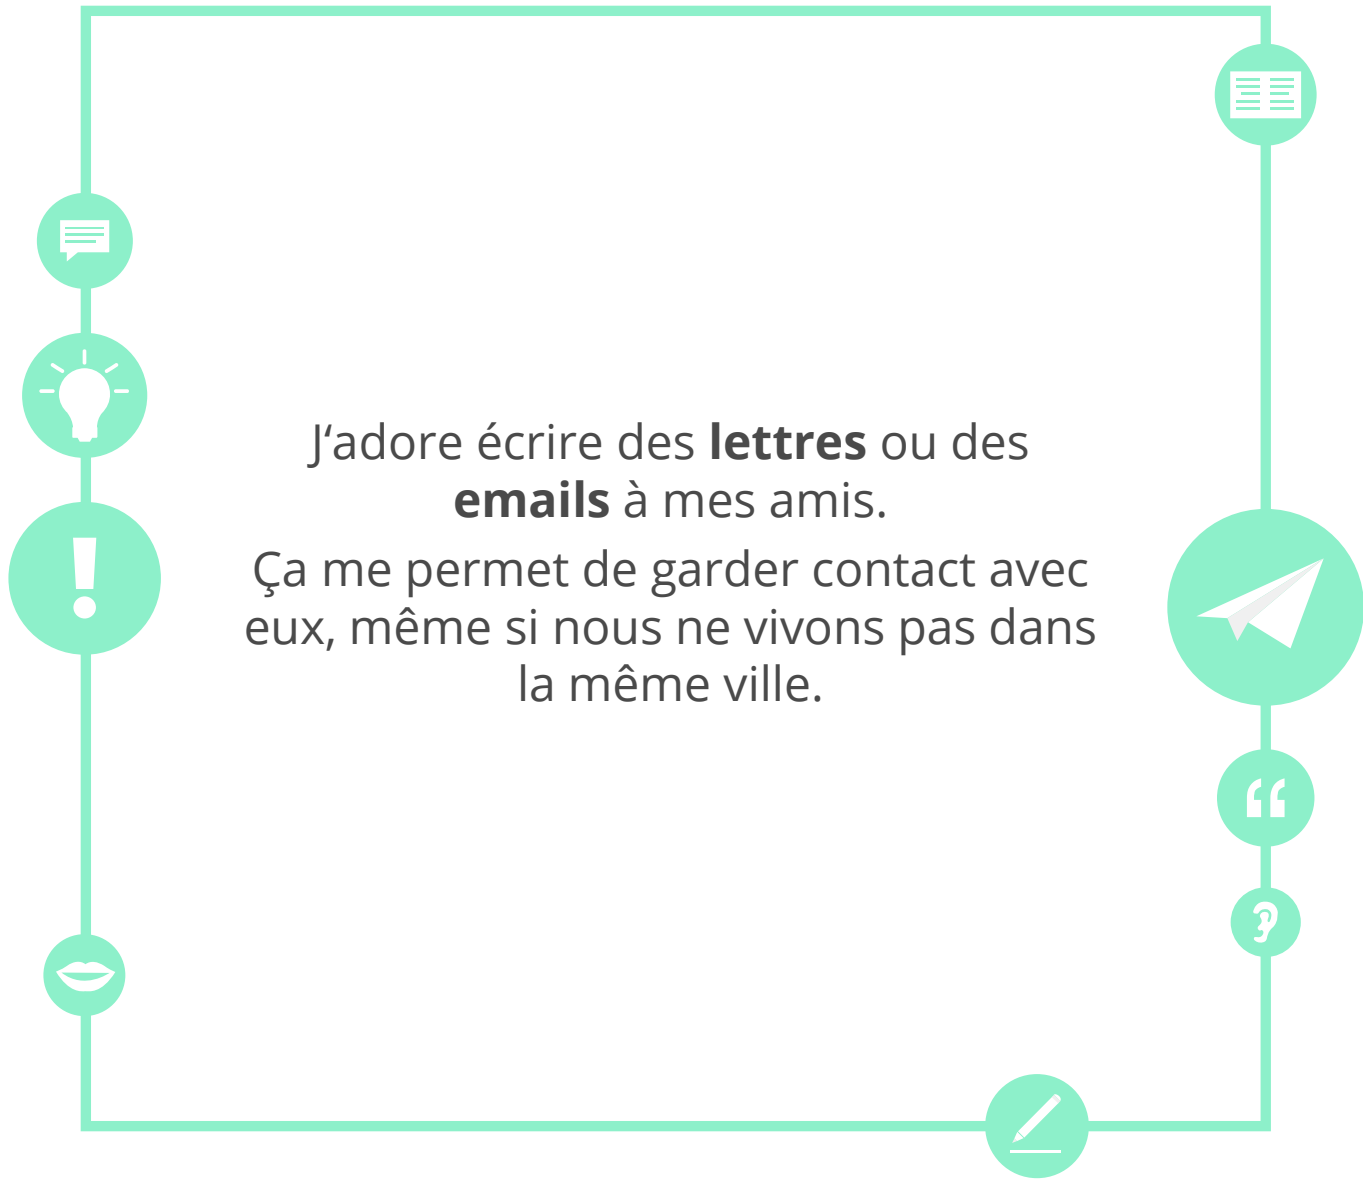 J‘adore écrire des lettres ou des
emails à mes amis.
Ça me permet de garder contact avec
eux, même si nous ne vivons pas dans
la même ville.